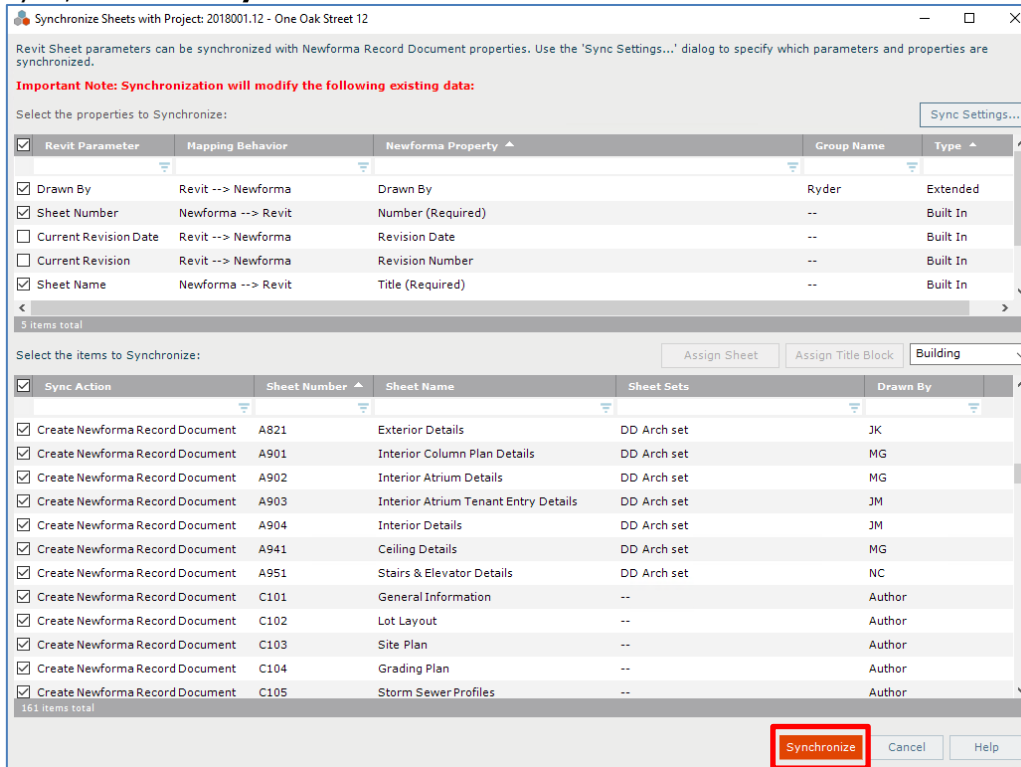 Synchronize Sheets with Project: 2018001.12 - One Oak Street 12
Revit Sheet parameters can be synchronized with Newforma Record Document properties. Use the 'Sync Settings...' dialog to specify which parameters and properties are
synchronized.
Important Note: Synchronization will modify the following existing data:
Select the properties to Synchronize:
Sync Settings...
Revit Parameter Mapping Behavior Newforma Property Group Name Type
Drawn By Revit --> Newforma Drawn By Ryder Extended
Sheet Number Newforma --> Revit Number (Required) -- Built In
Current Revision Date Revit --> Newforma Revision Date -- Built In
Current Revision Revit --> Newforma Revision Number -- Built In
Sheet Name Newforma --> Revit Title (Required) -- Built In
5 items total
Select the items to Synchronize:
Assign Sheet Assign Title Block Building
Sync Action Sheet Number Sheet Name Sheet Sets Drawn By
Create Newforma Record Document A821 Exterior Details DD Arch set JK
Create Newforma Record Document A901 Interior Column Plan Details DD Arch set MG
Create Newforma Record Document A902 Interior Atrium Details DD Arch set MG
Create Newforma Record Document A903 Interior Atrium Tenant Entry Details DD Arch set JM
Create Newforma Record Document A904 Interior Details DD Arch set JM
Create Newforma Record Document A941 Ceiling Details DD Arch set MG
Create Newforma Record Document A951 Stairs & Elevator Details DD Arch set NC
Create Newforma Record Document C101 General Information -- Author
Create Newforma Record Document C102 Lot Layout -- Author
Create Newforma Record Document C103 Site Plan -- Author
Create Newforma Record Document C104 Grading Plan -- Author
Create Newforma Record Document C105 Storm Sewer Profiles -- Author
161 items total
Synchronize Cancel Help